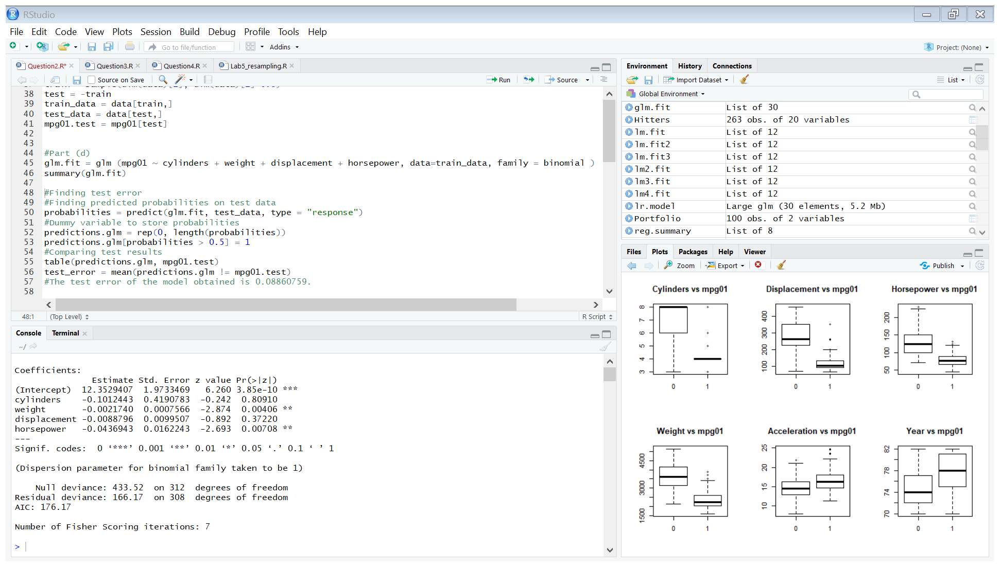 RStudio
File Edit Code View Plots Session Build Debug Profile Tools Help
Go to file/function Addins Project: (None)
Question2.R* Question3.R Question4.R Lab5_resampling.R
Source on Save Run Source
38 test = -train
39 train_data = data[train,]
40 test_data = data[test,]
41 mpg01.test = mpg01[test]
42
43
44 #Part (d)
45 glm.fit = glm (mpg01 ~ cylinders + weight + displacement + horsepower, data=train_data, family = binomial )
46 summary(glm.fit)
47
48 #Finding test error
49 #Finding predicted probabilities on test data
50 probabilities = predict(glm.fit, test_data, type = "response")
51 #Dummy variable to store probabilities
52 predictions.glm = rep(0, length(probabilities))
53 predictions.glm[probabilities > 0.5] = 1
54 #Comparing test results
55 table(predictions.glm, mpg01.test)
56 test_error = mean(predictions.glm != mpg01.test)
57 #The test error of the model obtained is 0.08860759.
58
48:1 (Top Level) R Script
Console Terminal
~/
Coefficients:
Estimate Std. Error z value Pr(>|z|)
(Intercept) 12.3529407 1.9733469 6.260 3.85e-10 ***
cylinders -0.1012443 0.4190783 -0.242 0.80910
weight -0.0021740 0.0007566 -2.874 0.00406 **
displacement -0.0088796 0.0099507 -0.892 0.37220
horsepower -0.0436943 0.0162243 -2.693 0.00708 **
---
Signif. codes: 0 ‘***’ 0.001 ‘**’ 0.01 ‘*’ 0.05 ‘.’ 0.1 ‘ ’ 1
(Dispersion parameter for binomial family taken to be 1)
Null deviance: 433.52 on 312 degrees of freedom
Residual deviance: 166.17 on 308 degrees of freedom
AIC: 176.17
Number of Fisher Scoring iterations: 7
>
Environment History Connections
Import Dataset List
Global Environment
glm.fit List of 30
Hitters 263 obs. of 20 variables
lm.fit List of 12
lm.fit2 List of 12
lm.fit3 List of 12
lm2.fit List of 12
lm3.fit List of 12
lm4.fit List of 12
lr.model Large glm (30 elements, 5.2 Mb)
Portfolio 100 obs. of 2 variables
reg.summary List of 8
Files Plots Packages Help Viewer
Zoom Export Publish
Cylinders vs mpg01 Displacement vs mpg01 Horsepower vs mpg01
3 4 5 6 7 8
0 1
100 200 300 400
0 1
50 100 150 200
0 1
Weight vs mpg01 Acceleration vs mpg01 Year vs mpg01
1500 3000 4500
0 1
10 15 20 25
0 1
70 74 78 82
0 1